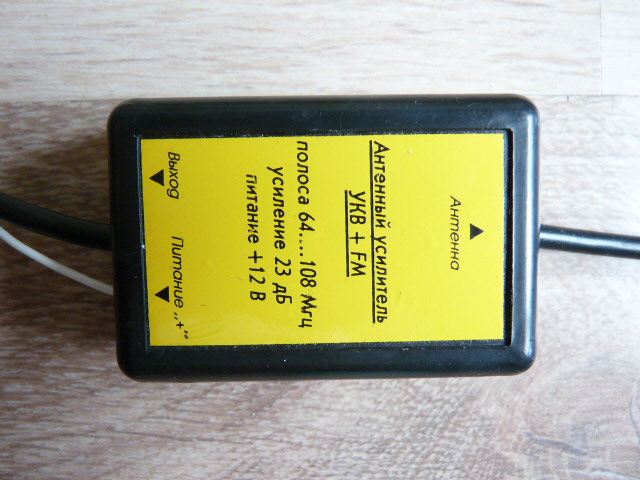 Антенна
▲
Антенный усилитель
УКВ + FM
полоса 64....108 Мгц
усиление 23 дБ
питание +12 В
▼ ▼
Выход Питание „+“